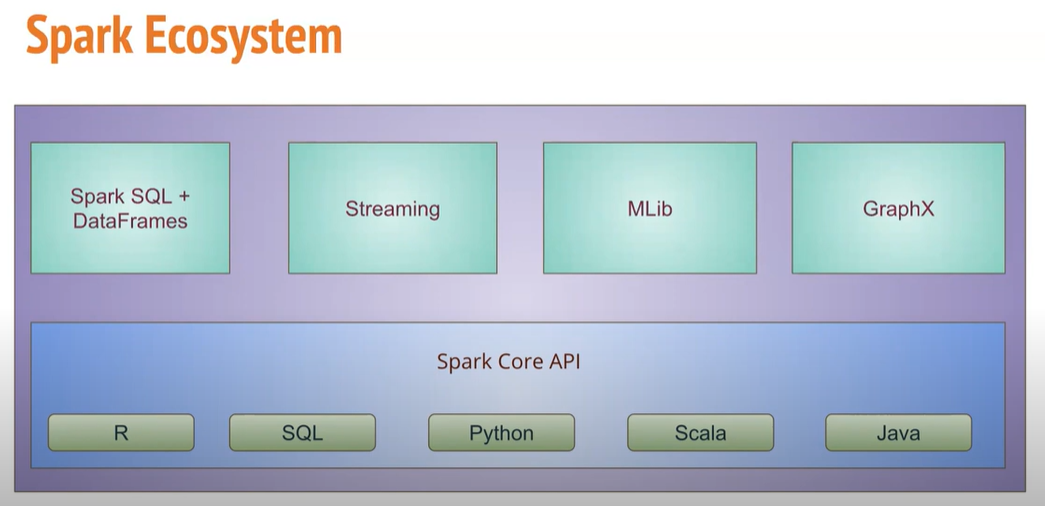 Spark Ecosystem
Spark SQL +
DataFrames
Streaming
MLib
GraphX
Spark Core API
R
SQL
Python
Scala
Java